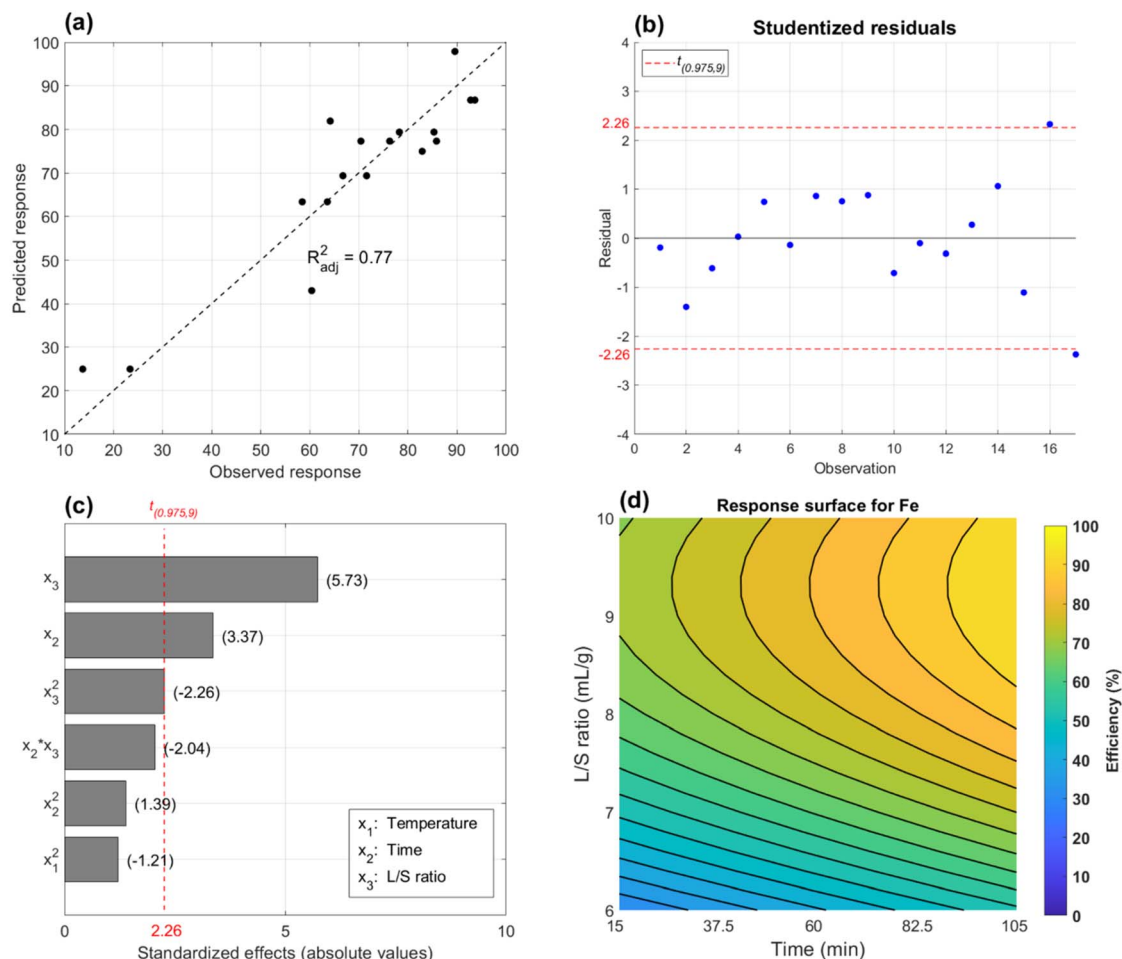 (a)
100
90
80
70
60
50
40
30
20
10
Predicted response
R²adj = 0.77
10 20 30 40 50 60 70 80 90 100
Observed response
(b)
Studentized residuals
t(0.975,9)
4
3
2.26
2
1
0
-1
-2
-2.26
-3
-4
Residual
0 2 4 6 8 10 12 14 16
Observation
(c)
t(0.975,9)
x₃ (5.73)
x₂ (3.37)
x₃² (-2.26)
x₂*x₃ (-2.04)
x₂² (1.39)
x₁² (-1.21)
x₁: Temperature
x₂: Time
x₃: L/S ratio
0 2.26 5 10
Standardized effects (absolute values)
(d)
Response surface for Fe
10
9
8
7
6
L/S ratio (mL/g)
15 37.5 60 82.5 105
Time (min)
100
90
80
70
60
50
40
30
20
10
0
Efficiency (%)